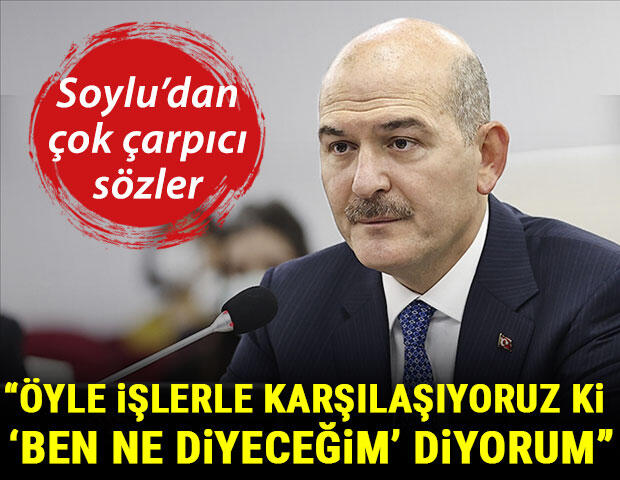 Soylu’dan
çok çarpıcı
sözler
“ÖYLE İŞLERLE KARŞILAŞIYORUZ Kİ
‘BEN NE DİYECEĞİM’ DİYORUM”